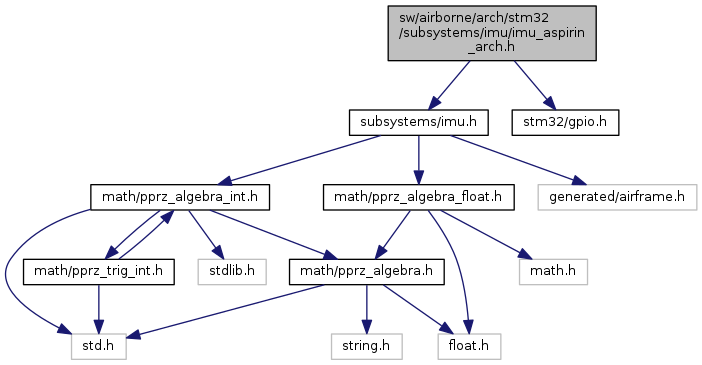 sw/airborne/arch/stm32
/subsystems/imu/imu_aspirin
_arch.h
subsystems/imu.h
stm32/gpio.h
math/pprz_algebra_int.h
math/pprz_algebra_float.h
generated/airframe.h
math/pprz_trig_int.h
stdlib.h
math/pprz_algebra.h
math.h
std.h
string.h
float.h